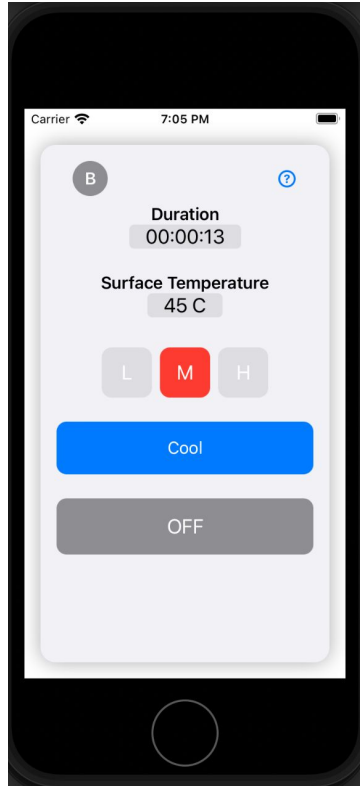 Carrier 7:05 PM
B ?
Duration
00:00:13
Surface Temperature
45 C
L M H
Cool
OFF